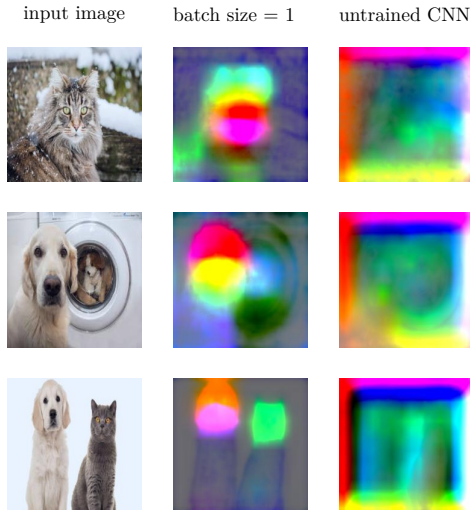 input image
batch size = 1
untrained CNN